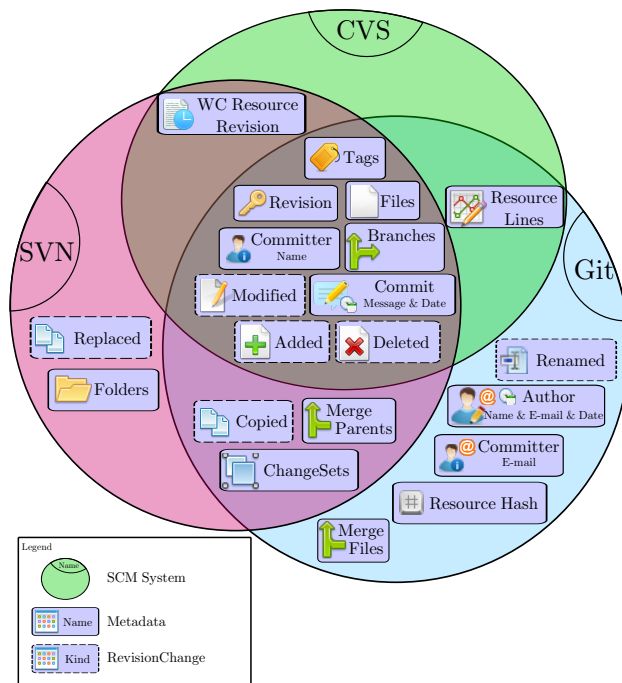 CVS
WC Resource
Revision
Tags
Revision
Files
Resource
Lines
Committer
Name
Branches
SVN
Git
Modified
Commit
Message & Date
Replaced
Added
Deleted
Renamed
Folders
Author
Name & E-mail & Date
Copied
Merge
Parents
Committer
E-mail
ChangeSets
Resource Hash
Merge
Files
Legend
Name
SCM System
Name
Metadata
Kind
RevisionChange